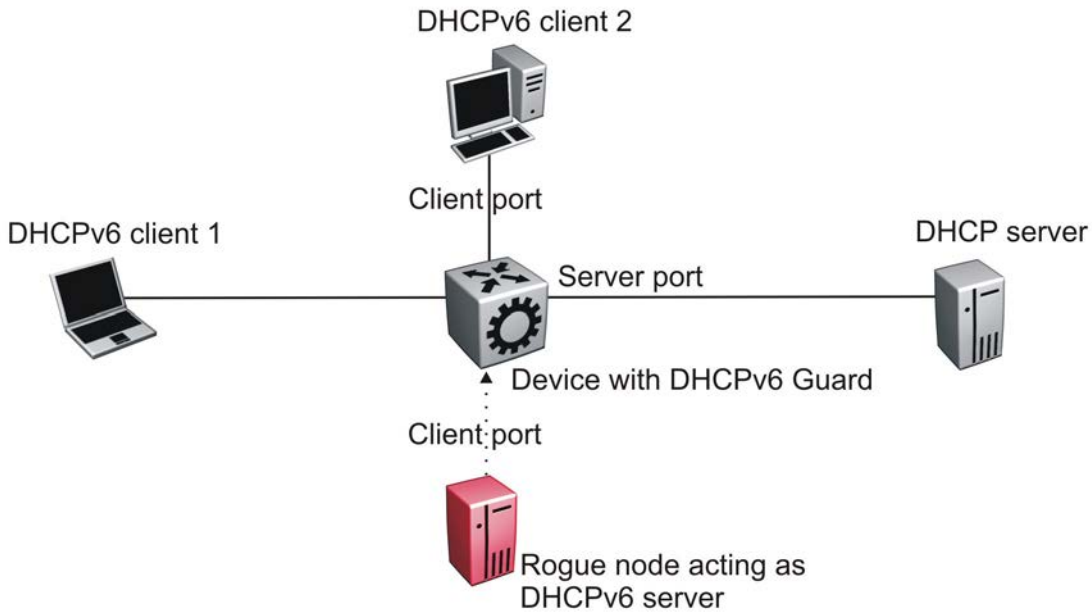 DHCPv6 client 2
Client port
DHCPv6 client 1
DHCP server
Server port
Device with DHCPv6 Guard
Client port
Rogue node acting as
DHCPv6 server